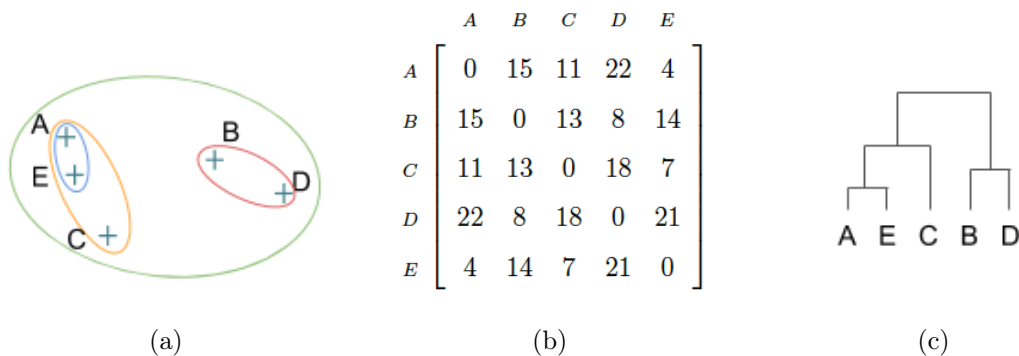 A
E
C
B
D
A B C D E
A 0 15 11 22 4
B 15 0 13 8 14
C 11 13 0 18 7
D 22 8 18 0 21
E 4 14 7 21 0
A E C B D
(a) (b) (c)